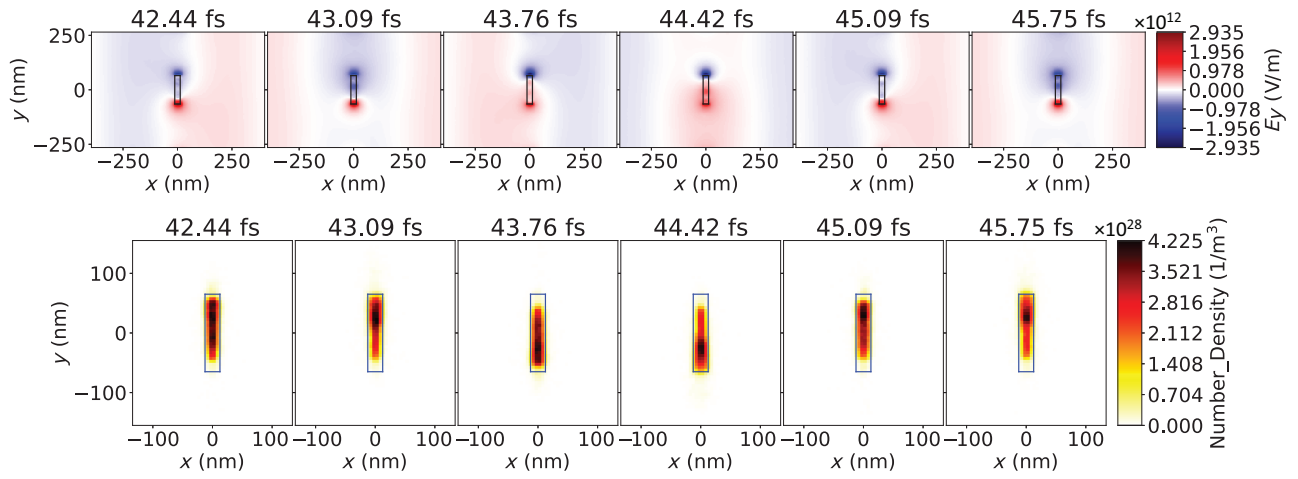 42.44 fs 43.09 fs 43.76 fs 44.42 fs 45.09 fs 45.75 fs
×10¹²
250
0
−250
y (nm)
−250 0 250 −250 0 250 −250 0 250 −250 0 250 −250 0 250 −250 0 250
x (nm) x (nm) x (nm) x (nm) x (nm) x (nm)
2.935
1.956
0.978
0.000
−0.978
−1.956
−2.935
Ey (V/m)
42.44 fs 43.09 fs 43.76 fs 44.42 fs 45.09 fs 45.75 fs
×10²⁸
100
0
−100
y (nm)
−100 0 100 −100 0 100 −100 0 100 −100 0 100 −100 0 100 −100 0 100
x (nm) x (nm) x (nm) x (nm) x (nm) x (nm)
4.225
3.521
2.816
2.112
1.408
0.704
0.000
Number_Density (1/m³)